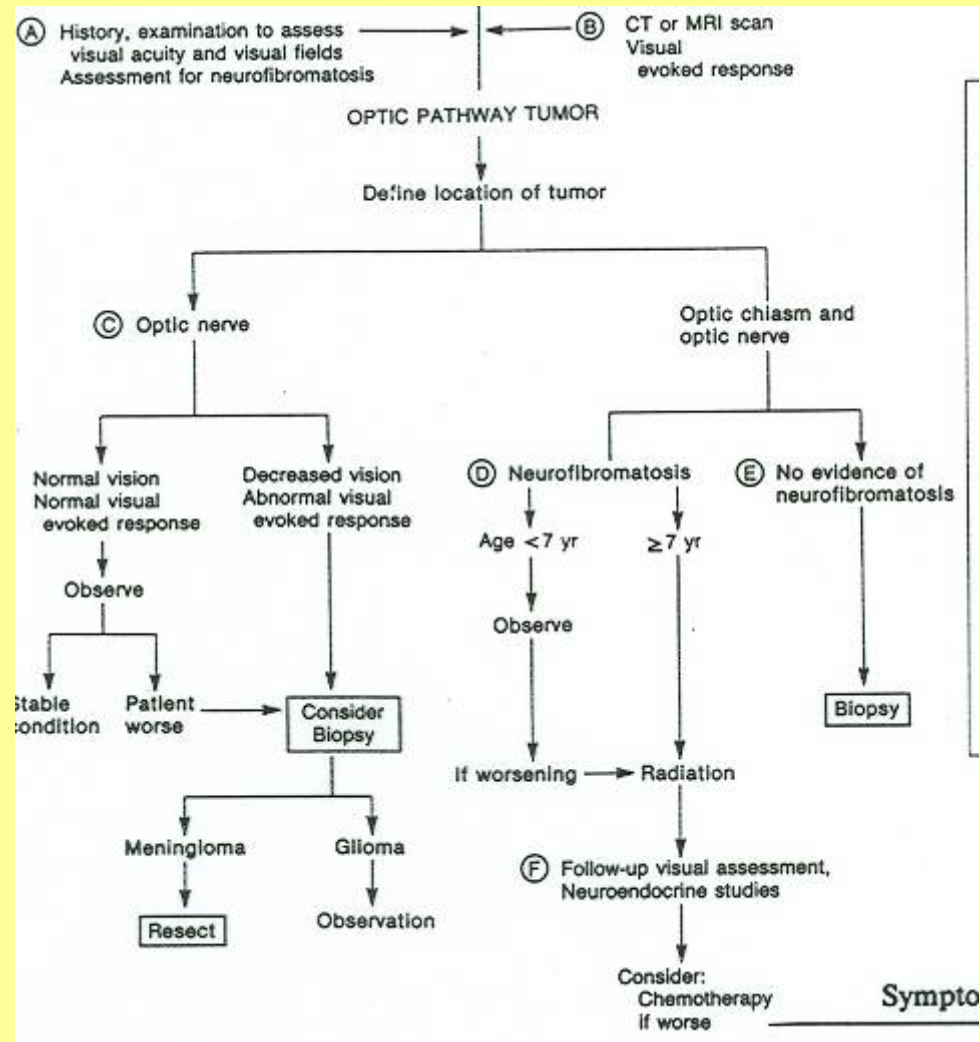 Ⓐ History, examination to assess
visual acuity and visual fields
Assessment for neurofibromatosis
Ⓑ CT or MRI scan
Visual
evoked response
OPTIC PATHWAY TUMOR
Define location of tumor
Ⓒ Optic nerve
Optic chiasm and
optic nerve
Normal vision
Normal visual
evoked response
Decreased vision
Abnormal visual
evoked response
Ⓓ Neurofibromatosis
Ⓔ No evidence of
neurofibromatosis
Age <7 yr
≥7 yr
Observe
Observe
Stable
condition
Patient
worse
Consider
Biopsy
Biopsy
If worsening
Radiation
Meningioma
Glioma
Resect
Observation
Ⓕ Follow-up visual assessment,
Neuroendocrine studies
Consider:
Chemotherapy
if worse
Sympto